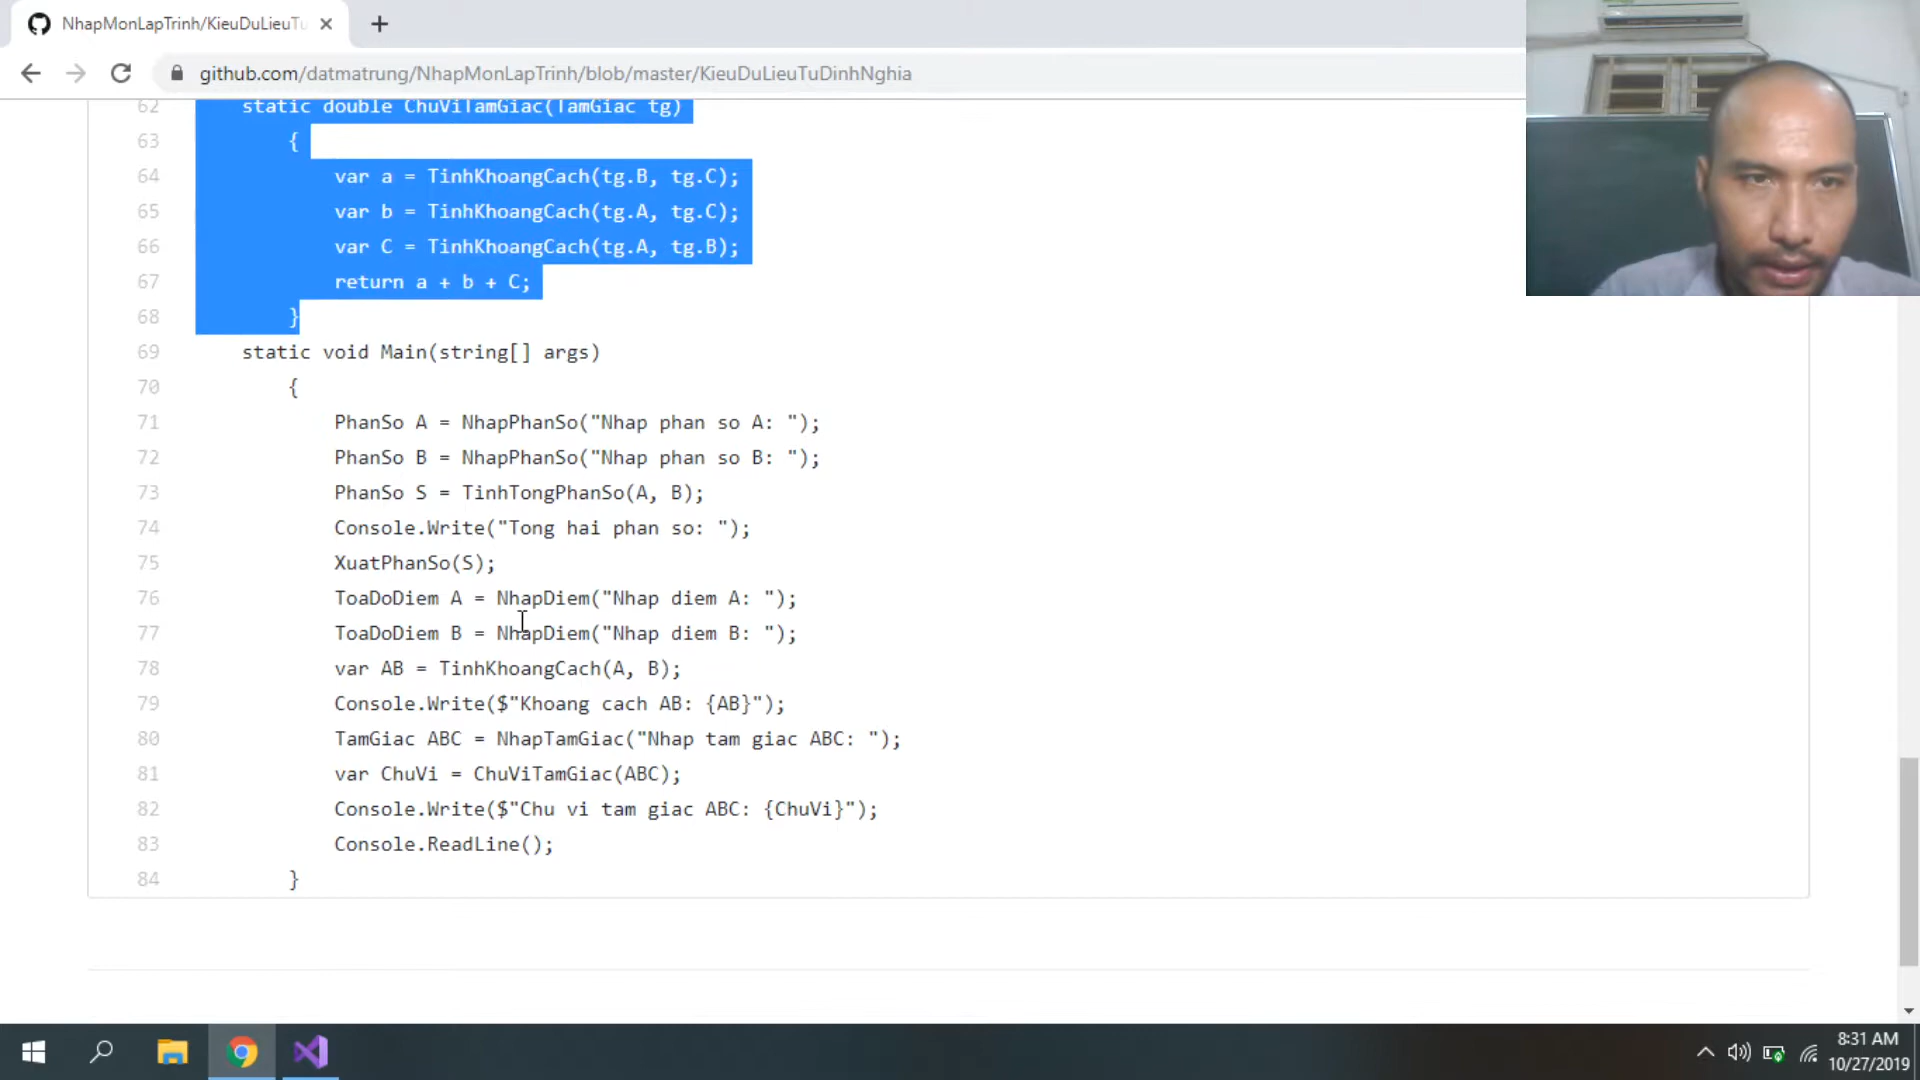 NhapMonLapTrinh/KieuDuLieuTu
github.com/datmatrung/NhapMonLapTrinh/blob/master/KieuDuLieuTuDinhNghia
62 static double ChuViTamGiac(TamGiac tg)
63 {
64 var a = TinhKhoangCach(tg.B, tg.C);
65 var b = TinhKhoangCach(tg.A, tg.C);
66 var C = TinhKhoangCach(tg.A, tg.B);
67 return a + b + C;
68 }
69 static void Main(string[] args)
70 {
71 PhanSo A = NhapPhanSo("Nhap phan so A: ");
72 PhanSo B = NhapPhanSo("Nhap phan so B: ");
73 PhanSo S = TinhTongPhanSo(A, B);
74 Console.Write("Tong hai phan so: ");
75 XuatPhanSo(S);
76 ToaDoDiem A = NhapDiem("Nhap diem A: ");
77 ToaDoDiem B = NhapDiem("Nhap diem B: ");
78 var AB = TinhKhoangCach(A, B);
79 Console.Write($"Khoang cach AB: {AB}");
80 TamGiac ABC = NhapTamGiac("Nhap tam giac ABC: ");
81 var ChuVi = ChuViTamGiac(ABC);
82 Console.Write($"Chu vi tam giac ABC: {ChuVi}");
83 Console.ReadLine();
84 }
8:31 AM
10/27/2019